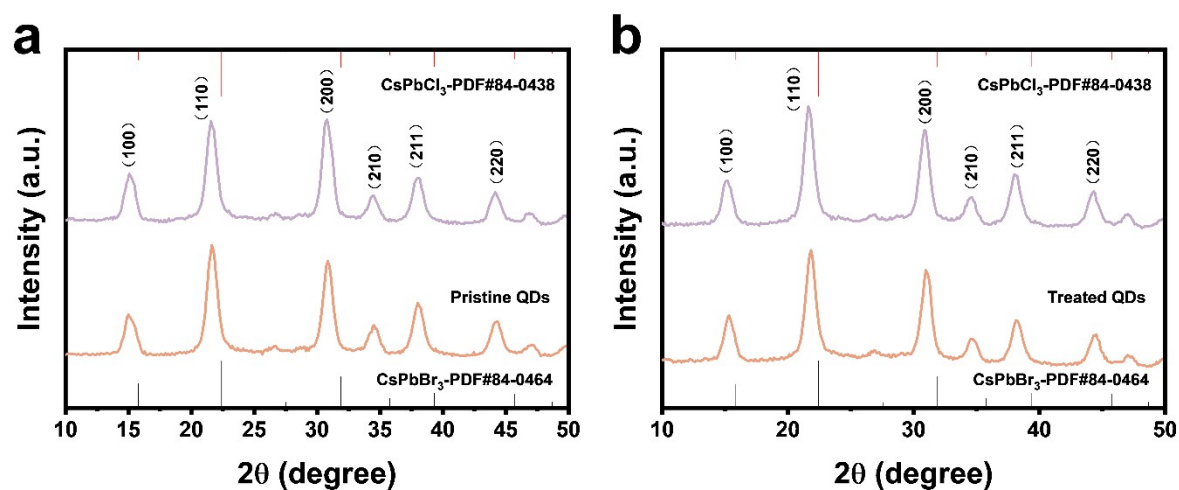 a
Intensity (a.u.)
CsPbCl₃-PDF#84-0438
（100）
（110）
（200）
（210）
（211）
（220）
Pristine QDs
CsPbBr₃-PDF#84-0464
10 15 20 25 30 35 40 45 50
2θ (degree)
b
Intensity (a.u.)
CsPbCl₃-PDF#84-0438
（100）
（110）
（200）
（210）
（211）
（220）
Treated QDs
CsPbBr₃-PDF#84-0464
10 20 30 40 50
2θ (degree)